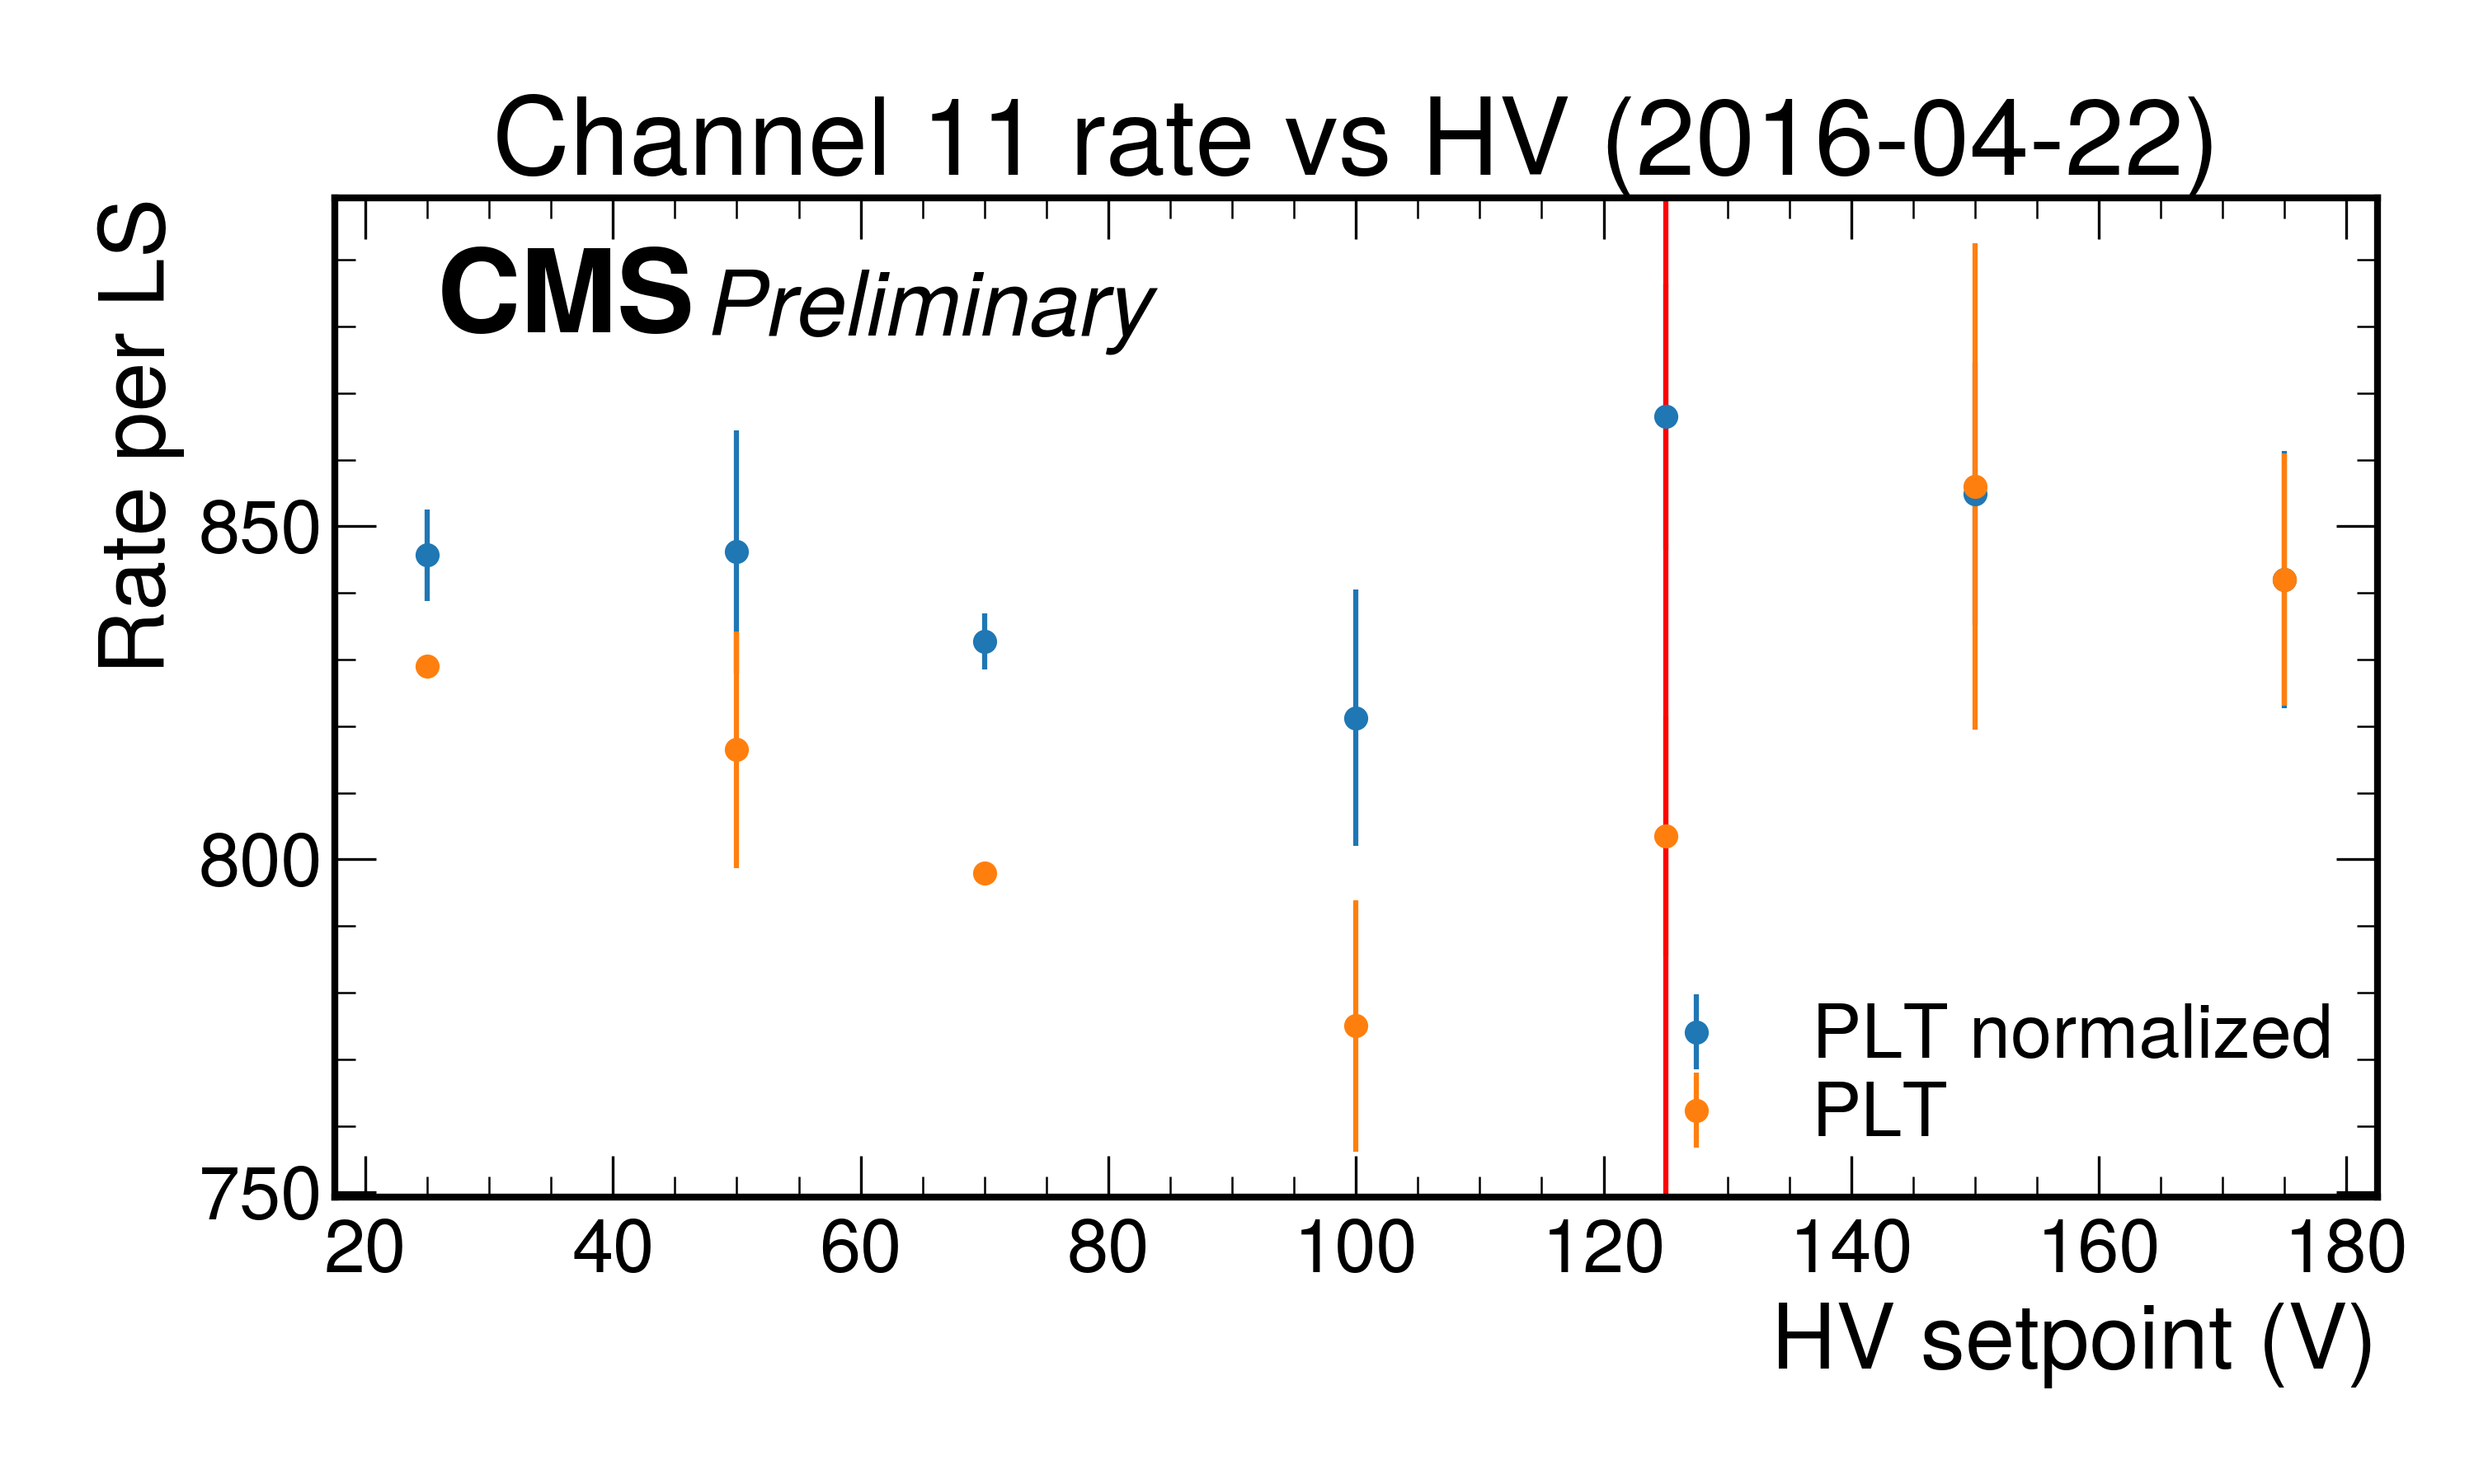 Channel 11 rate vs HV (2016-04-22)
CMS Preliminary
Rate per LS
850
800
750
PLT normalized
PLT
20 40 60 80 100 120 140 160 180
HV setpoint (V)